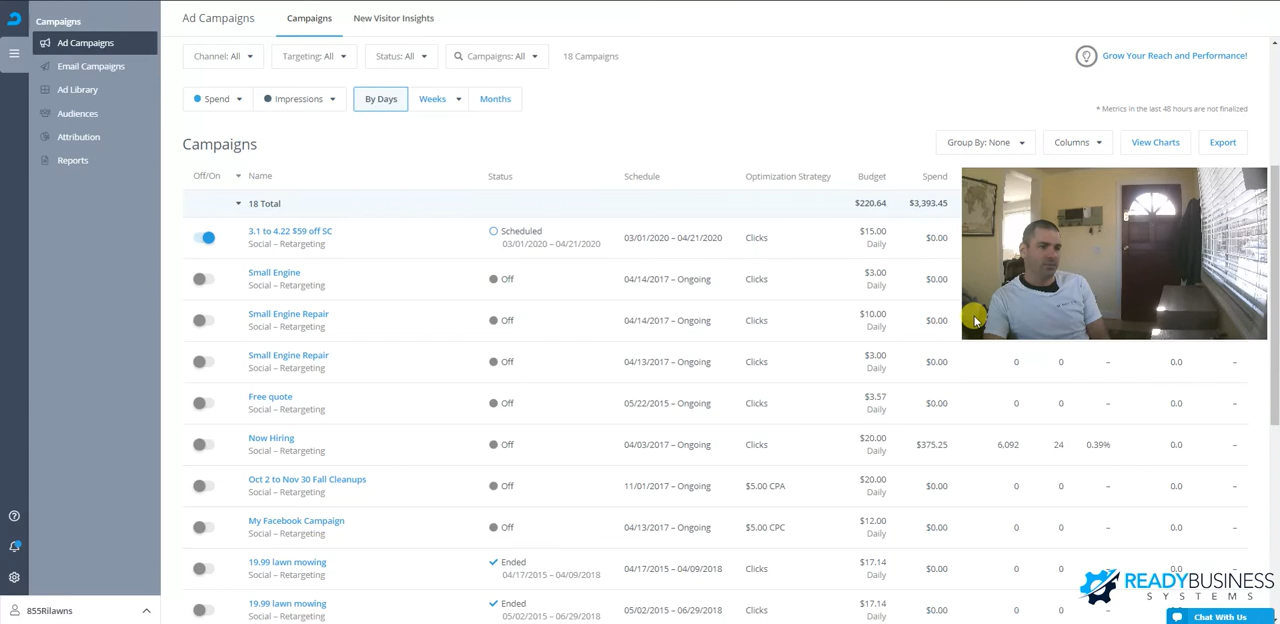 Campaigns
Ad Campaigns
Email Campaigns
Ad Library
Audiences
Attribution
Reports
855Rilawns
Ad Campaigns Campaigns New Visitor Insights
Channel: All Targeting: All Status: All Campaigns: All 18 Campaigns
Grow Your Reach and Performance!
Spend Impressions By Days Weeks Months
* Metrics in the last 48 hours are not finalized
Campaigns
Group By: None Columns View Charts Export
Off/On Name Status Schedule Optimization Strategy Budget Spend
18 Total $220.64 $3,393.45
3.1 to 4.22 $59 off SC Scheduled $15.00
Social – Retargeting 03/01/2020 – 04/21/2020 03/01/2020 – 04/21/2020 Clicks Daily $0.00
Small Engine $3.00
Social – Retargeting Off 04/14/2017 – Ongoing Clicks Daily $0.00
Small Engine Repair $10.00
Social – Retargeting Off 04/14/2017 – Ongoing Clicks Daily $0.00
Small Engine Repair $3.00
Social – Retargeting Off 04/13/2017 – Ongoing Clicks Daily $0.00 0 0 – 0.0 –
Free quote $3.57
Social – Retargeting Off 05/22/2015 – Ongoing Clicks Daily $0.00 0 0 – 0.0 –
Now Hiring $20.00
Social – Retargeting Off 04/03/2017 – Ongoing Clicks Daily $375.25 6,092 24 0.39% 0.0 –
Oct 2 to Nov 30 Fall Cleanups $20.00
Social – Retargeting Off 11/01/2017 – Ongoing $5.00 CPA Daily $0.00 0 0 – 0.0 –
My Facebook Campaign $12.00
Social – Retargeting Off 04/13/2017 – Ongoing $5.00 CPC Daily $0.00 0 0 – 0.0 –
19.99 lawn mowing Ended $17.14
Social – Retargeting 04/17/2015 – 04/09/2018 04/17/2015 – 04/09/2018 Clicks Daily $0.00 0 0 – 0.0 –
19.99 lawn mowing Ended $17.14
Social – Retargeting 05/02/2015 – 06/29/2018 05/02/2015 – 06/29/2018 Clicks Daily $0.00 0 0
READYBUSINESS
SYSTEMS
Chat With Us